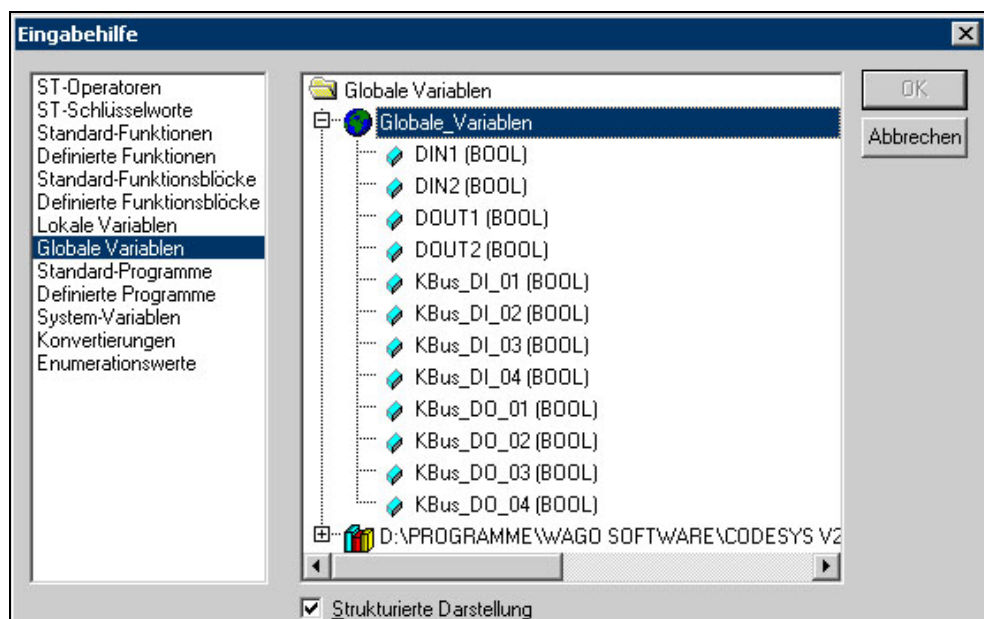 Eingabehilfe
ST-Operatoren
ST-Schlüsselworte
Standard-Funktionen
Definierte Funktionen
Standard-Funktionsblöcke
Definierte Funktionsblöcke
Lokale Variablen
Globale Variablen
Standard-Programme
Definierte Programme
System-Variablen
Konvertierungen
Enumerationswerte
Globale Variablen
Globale_Variablen
DIN1 (BOOL)
DIN2 (BOOL)
DOUT1 (BOOL)
DOUT2 (BOOL)
KBus_DI_01 (BOOL)
KBus_DI_02 (BOOL)
KBus_DI_03 (BOOL)
KBus_DI_04 (BOOL)
KBus_DO_01 (BOOL)
KBus_DO_02 (BOOL)
KBus_DO_03 (BOOL)
KBus_DO_04 (BOOL)
D:\PROGRAMME\WAGO SOFTWARE\CODESYS V2
Strukturierte Darstellung
OK
Abbrechen